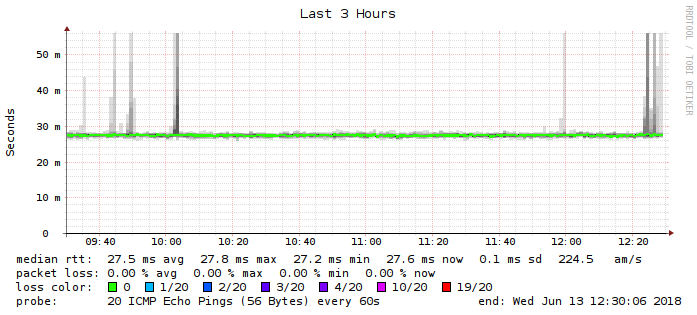 Last 3 Hours
RRDTOOL / TOBI OETIKER
Seconds
50 m
40 m
30 m
20 m
10 m
0
09:40 10:00 10:20 10:40 11:00 11:20 11:40 12:00 12:20
median rtt: 27.5 ms avg 27.8 ms max 27.2 ms min 27.6 ms now 0.1 ms sd 224.5 am/s
packet loss: 0.00 % avg 0.00 % max 0.00 % min 0.00 % now
loss color: 0 1/20 2/20 3/20 4/20 10/20 19/20
probe: 20 ICMP Echo Pings (56 Bytes) every 60s end: Wed Jun 13 12:30:06 2018